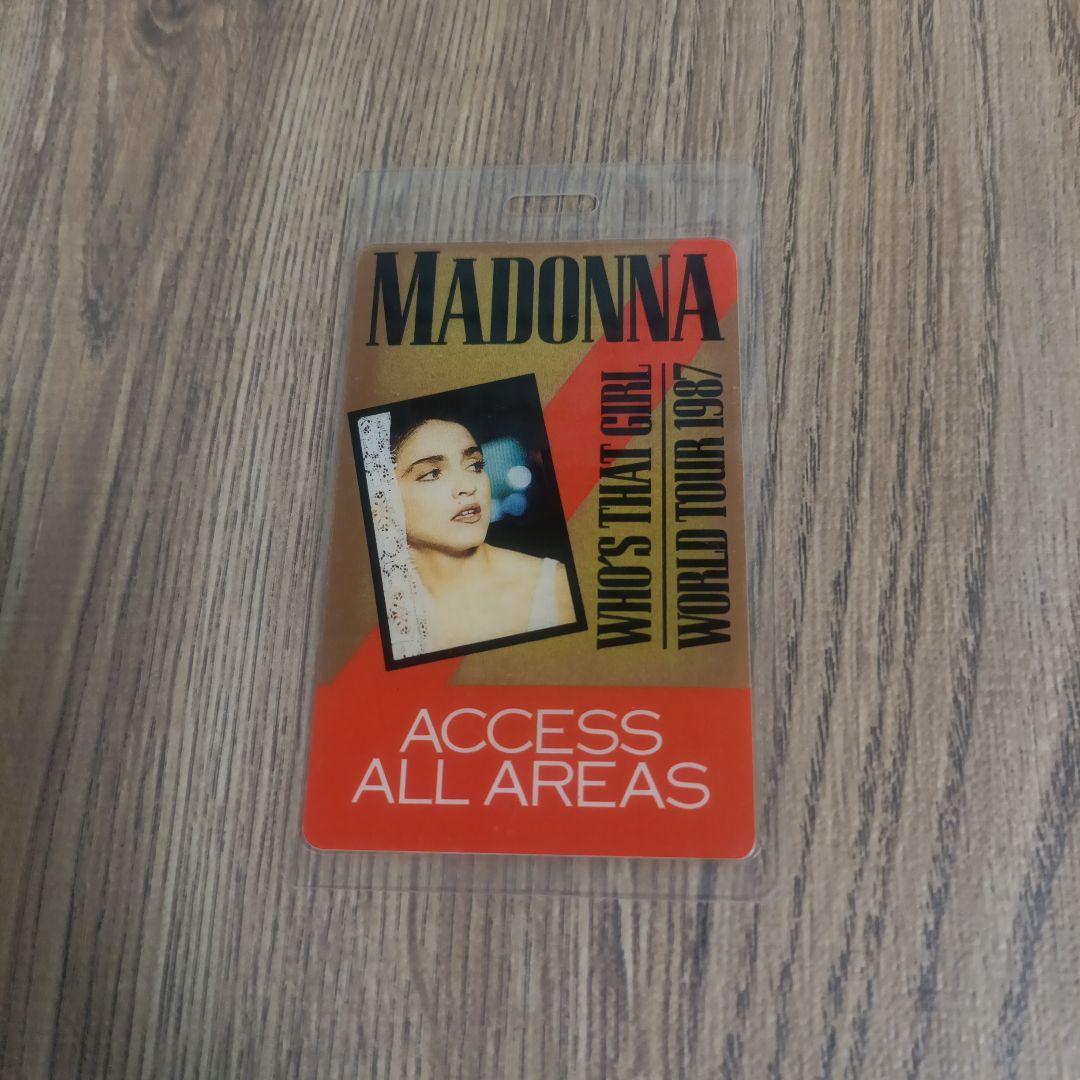 MADONNA
WHO'S THAT GIRL
WORLD TOUR 1987
ACCESS
ALL AREAS